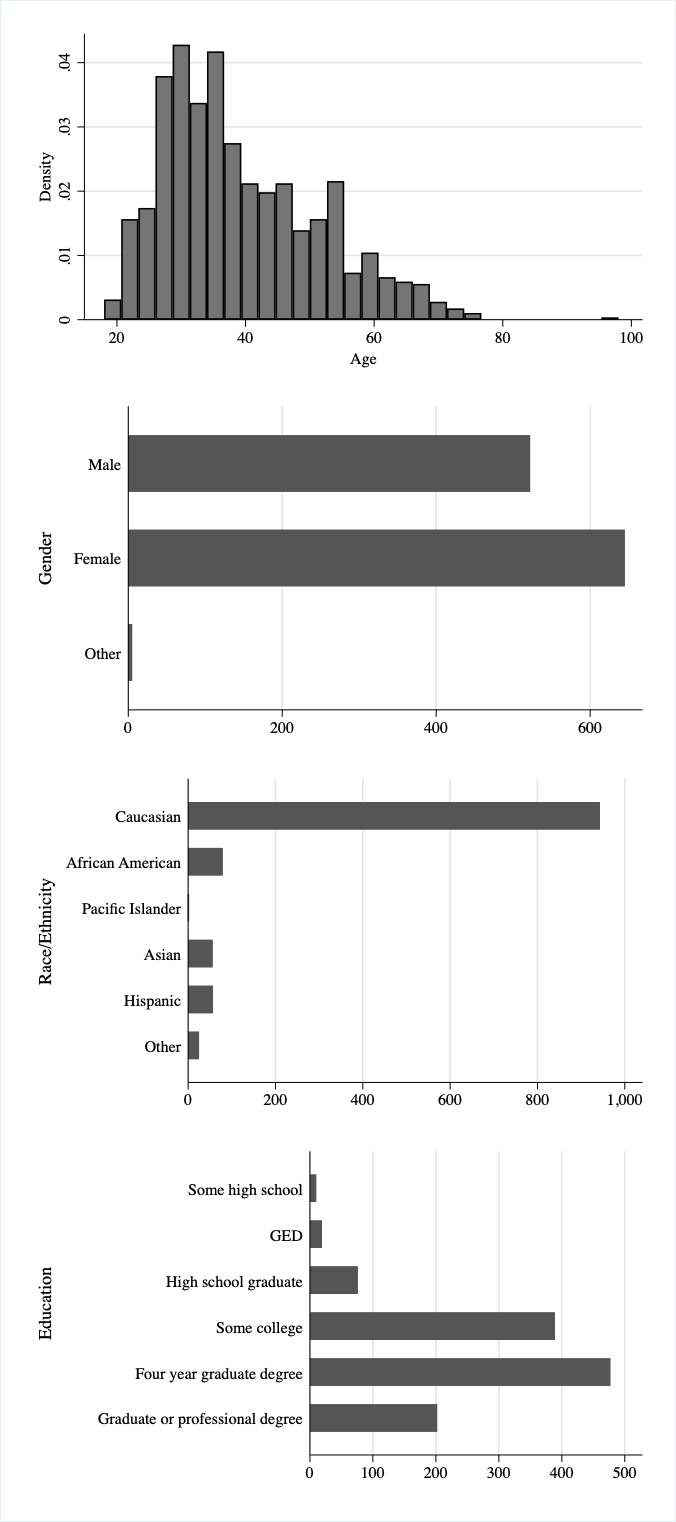 Density
.04
.03
.02
.01
0
20 40 60 80 100
Age
Gender
Male
Female
Other
0 200 400 600
Race/Ethnicity
Caucasian
African American
Pacific Islander
Asian
Hispanic
Other
0 200 400 600 800 1,000
Education
Some high school
GED
High school graduate
Some college
Four year graduate degree
Graduate or professional degree
0 100 200 300 400 500